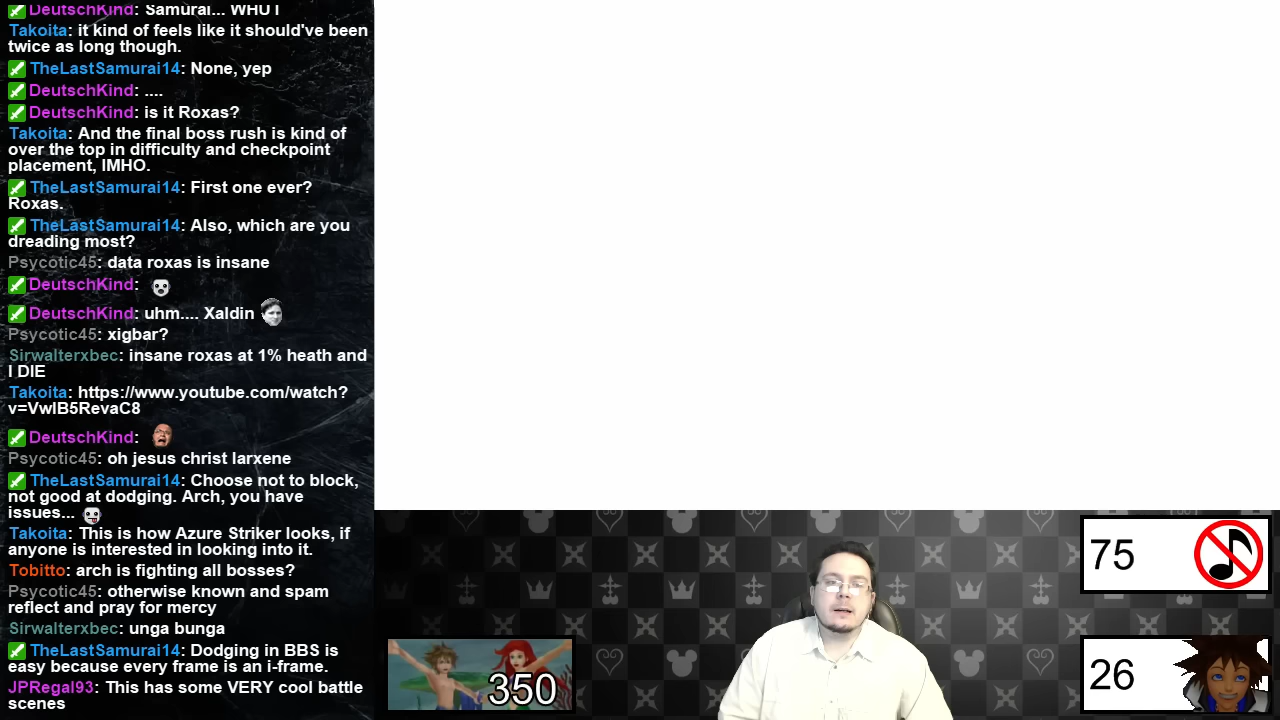 DeutschKind: Samurai... WHUT
Takoita: it kind of feels like it should've been
twice as long though.
TheLastSamurai14: None, yep
DeutschKind: ....
DeutschKind: is it Roxas?
Takoita: And the final boss rush is kind of
over the top in difficulty and checkpoint
placement, IMHO.
TheLastSamurai14: First one ever?
Roxas.
TheLastSamurai14: Also, which are you
dreading most?
Psycotic45: data roxas is insane
DeutschKind:
DeutschKind: uhm.... Xaldin
Psycotic45: xigbar?
Sirwalterxbec: insane roxas at 1% heath and
I DIE
Takoita: https://www.youtube.com/watch?
v=VwlB5RevaC8
DeutschKind:
Psycotic45: oh jesus christ larxene
TheLastSamurai14: Choose not to block,
not good at dodging. Arch, you have
issues...
Takoita: This is how Azure Striker looks, if
anyone is interested in looking into it.
Tobitto: arch is fighting all bosses?
Psycotic45: otherwise known and spam
reflect and pray for mercy
Sirwalterxbec: unga bunga
TheLastSamurai14: Dodging in BBS is
easy because every frame is an i-frame.
JPRegal93: This has some VERY cool battle
scenes
350
75
26